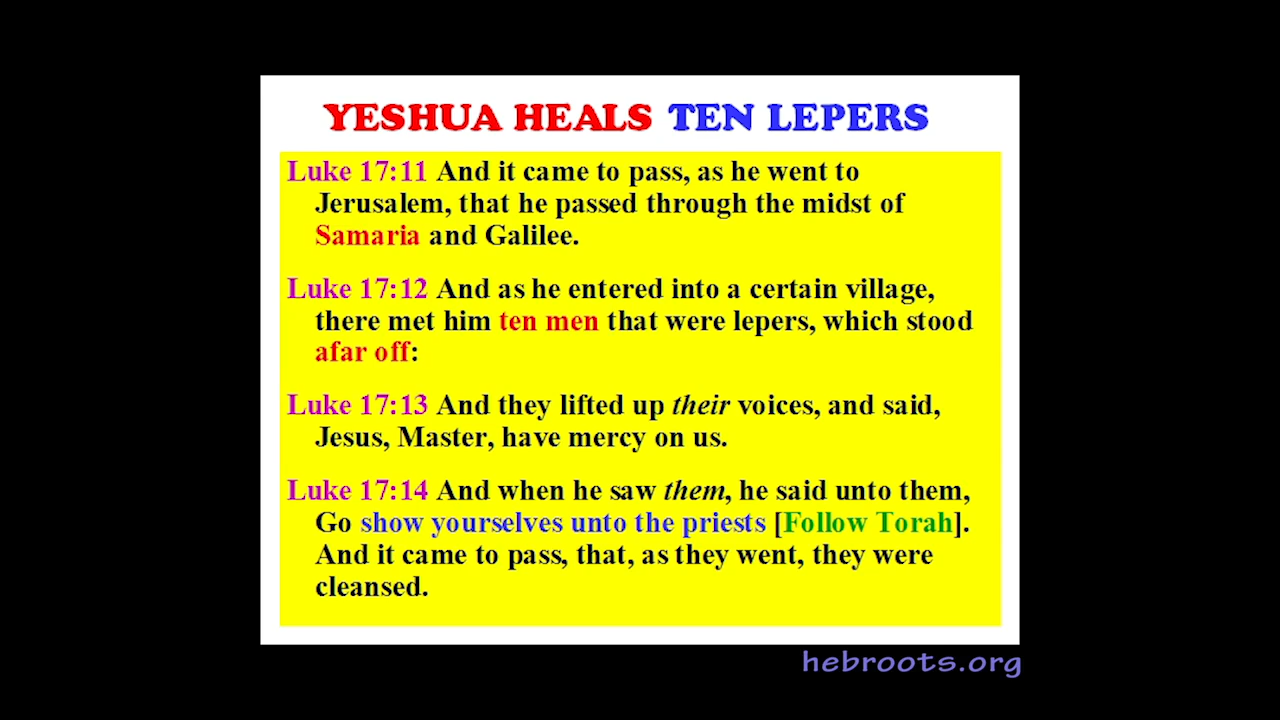 YESHUA HEALS TEN LEPERS
Luke 17:11 And it came to pass, as he went to
Jerusalem, that he passed through the midst of
Samaria and Galilee.
Luke 17:12 And as he entered into a certain village,
there met him ten men that were lepers, which stood
afar off:
Luke 17:13 And they lifted up their voices, and said,
Jesus, Master, have mercy on us.
Luke 17:14 And when he saw them, he said unto them,
Go show yourselves unto the priests [Follow Torah].
And it came to pass, that, as they went, they were
cleansed.
hebroots.org